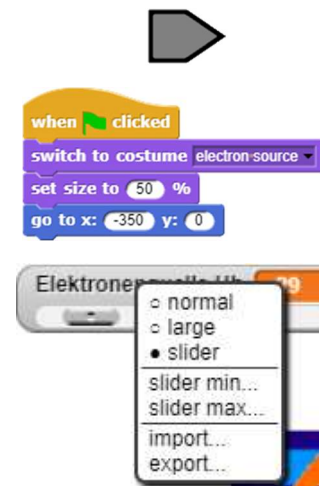 when clicked
switch to costume electron-source
set size to 50 %
go to x: -350 y: 0
normal
large
slider
slider min...
slider max...
import...
export...